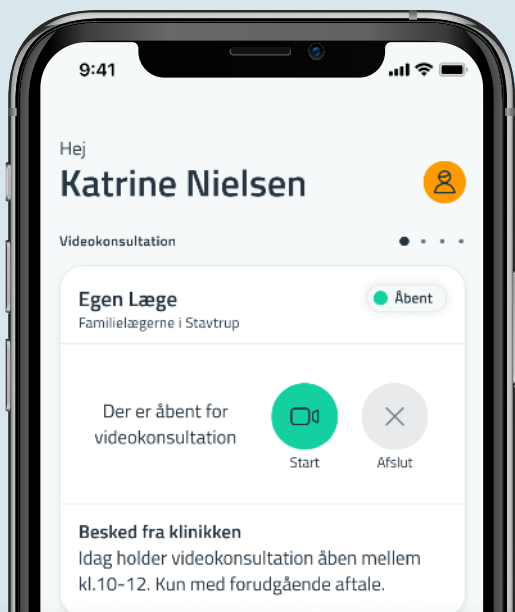 9:41
Hej
Katrine Nielsen
Videokonsultation
Egen Læge
Åbent
Familielægerne i Stavtrup
Der er åbent for
videokonsultation
Start
Afslut
Besked fra klinikken
Idag holder videokonsultation åben mellem
kl.10-12. Kun med forudgående aftale.